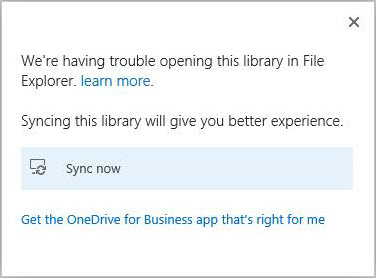 We're having trouble opening this library in File
Explorer. learn more.
Syncing this library will give you better experience.
Sync now
Get the OneDrive for Business app that's right for me